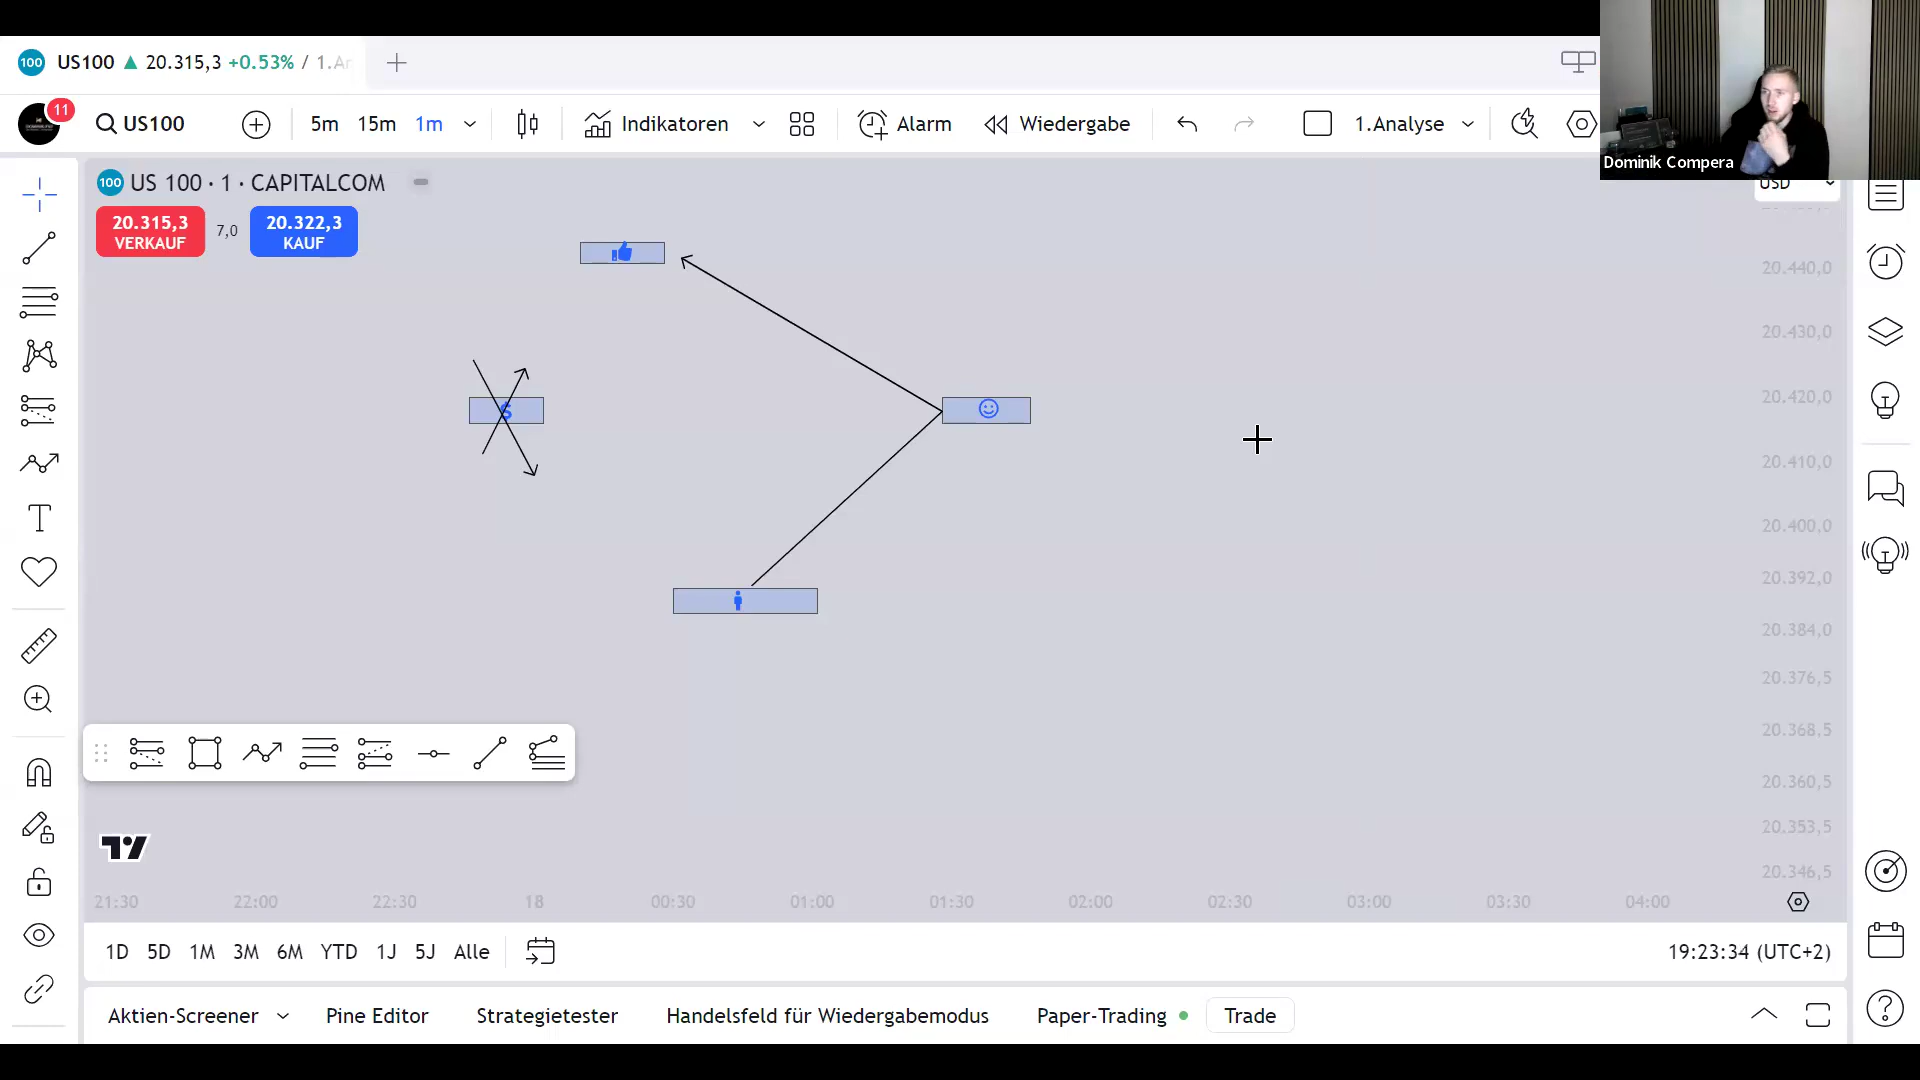 100 US100 20.315,3 +0.53% / 1.
11 US100 5m 15m 1m Indikatoren Alarm Wiedergabe 1.Analyse
Dominik Compera
100 US 100 · 1 · CAPITALCOM
USD
20.315,3
VERKAUF
7,0
20.322,3
KAUF
$
20.440,0
20.430,0
20.420,0
20.410,0
20.400,0
20.392,0
20.384,0
20.376,5
20.368,5
20.360,5
20.353,5
20.346,5
21:30 22:00 22:30 18 00:30 01:00 01:30 02:00 02:30 03:00 03:30 04:00
1D 5D 1M 3M 6M YTD 1J 5J Alle 19:23:34 (UTC+2)
Aktien-Screener Pine Editor Strategietester Handelsfeld für Wiedergabemodus Paper-Trading Trade